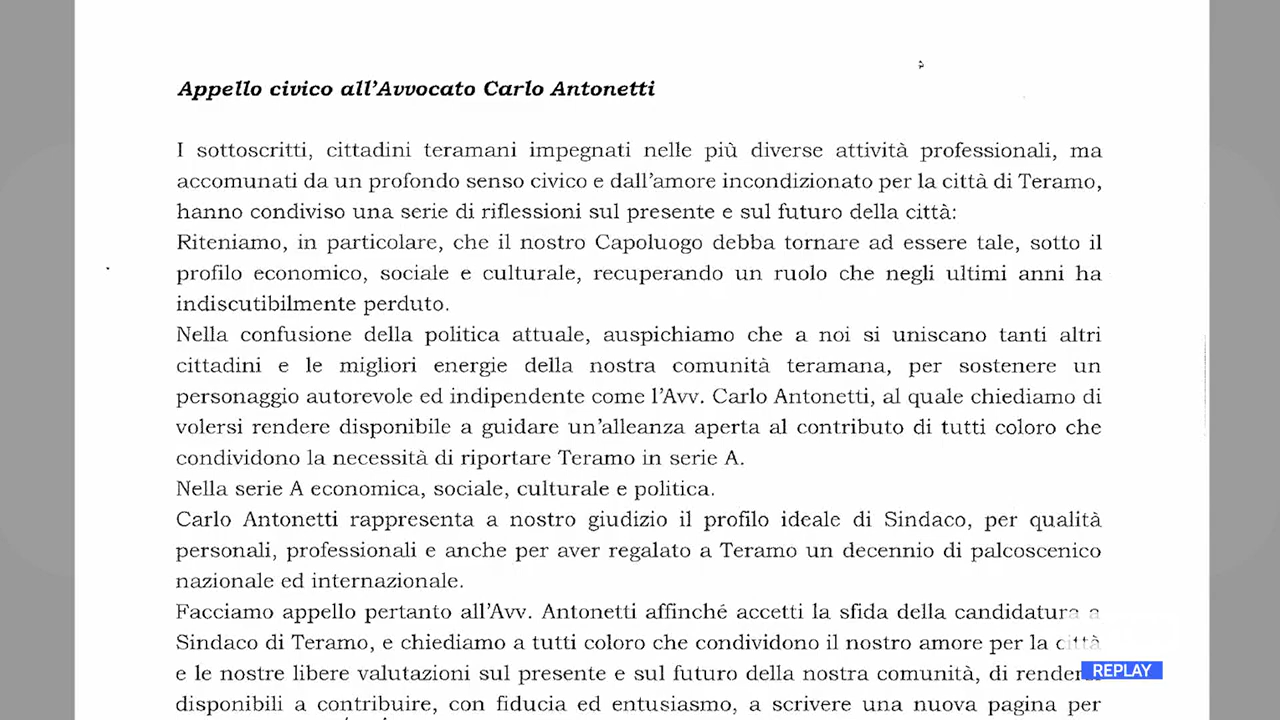 Appello civico all'Avvocato Carlo Antonetti
I sottoscritti, cittadini teramani impegnati nelle più diverse attività professionali, ma
accomunati da un profondo senso civico e dall'amore incondizionato per la città di Teramo,
hanno condiviso una serie di riflessioni sul presente e sul futuro della città:
Riteniamo, in particolare, che il nostro Capoluogo debba tornare ad essere tale, sotto il
profilo economico, sociale e culturale, recuperando un ruolo che negli ultimi anni ha
indiscutibilmente perduto.
Nella confusione della politica attuale, auspichiamo che a noi si uniscano tanti altri
cittadini e le migliori energie della nostra comunità teramana, per sostenere un
personaggio autorevole ed indipendente come l'Avv. Carlo Antonetti, al quale chiediamo di
volersi rendere disponibile a guidare un'alleanza aperta al contributo di tutti coloro che
condividono la necessità di riportare Teramo in serie A.
Nella serie A economica, sociale, culturale e politica.
Carlo Antonetti rappresenta a nostro giudizio il profilo ideale di Sindaco, per qualità
personali, professionali e anche per aver regalato a Teramo un decennio di palcoscenico
nazionale ed internazionale.
Facciamo appello pertanto all'Avv. Antonetti affinché accetti la sfida della candidatura a
Sindaco di Teramo, e chiediamo a tutti coloro che condividono il nostro amore per la città
e le nostre libere valutazioni sul presente e sul futuro della nostra comunità, di
REPLAY
disponibili a contribuire, con fiducia ed entusiasmo, a scrivere una nuova pagina per